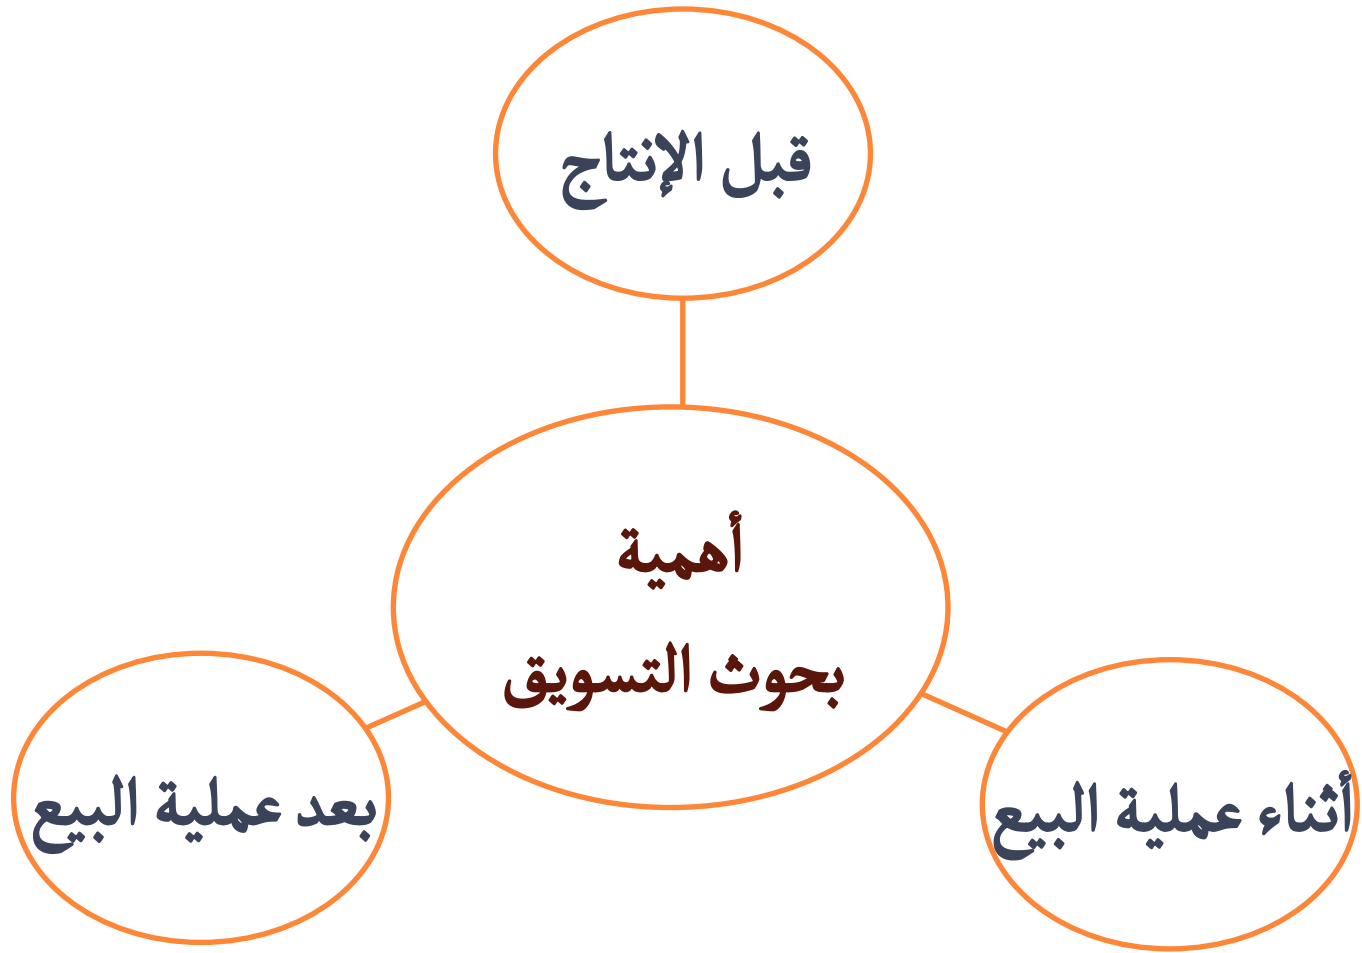 قبل الإنتاج
أهمية
بحوث التسويق
أثناء عملية البيع
بعد عملية البيع